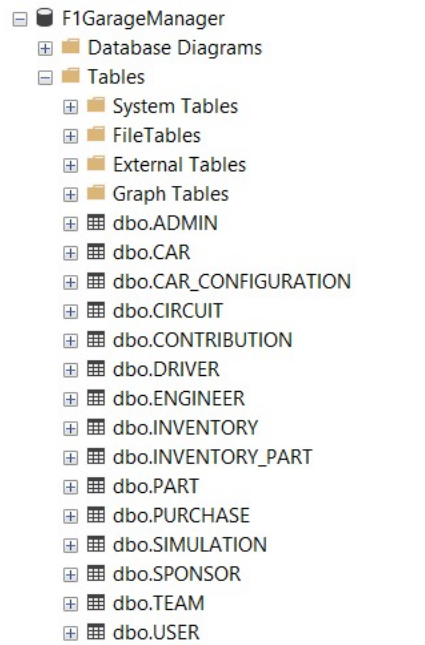 F1GarageManager
Database Diagrams
Tables
System Tables
FileTables
External Tables
Graph Tables
dbo.ADMIN
dbo.CAR
dbo.CAR_CONFIGURATION
dbo.CIRCUIT
dbo.CONTRIBUTION
dbo.DRIVER
dbo.ENGINEER
dbo.INVENTORY
dbo.INVENTORY_PART
dbo.PART
dbo.PURCHASE
dbo.SIMULATION
dbo.SPONSOR
dbo.TEAM
dbo.USER